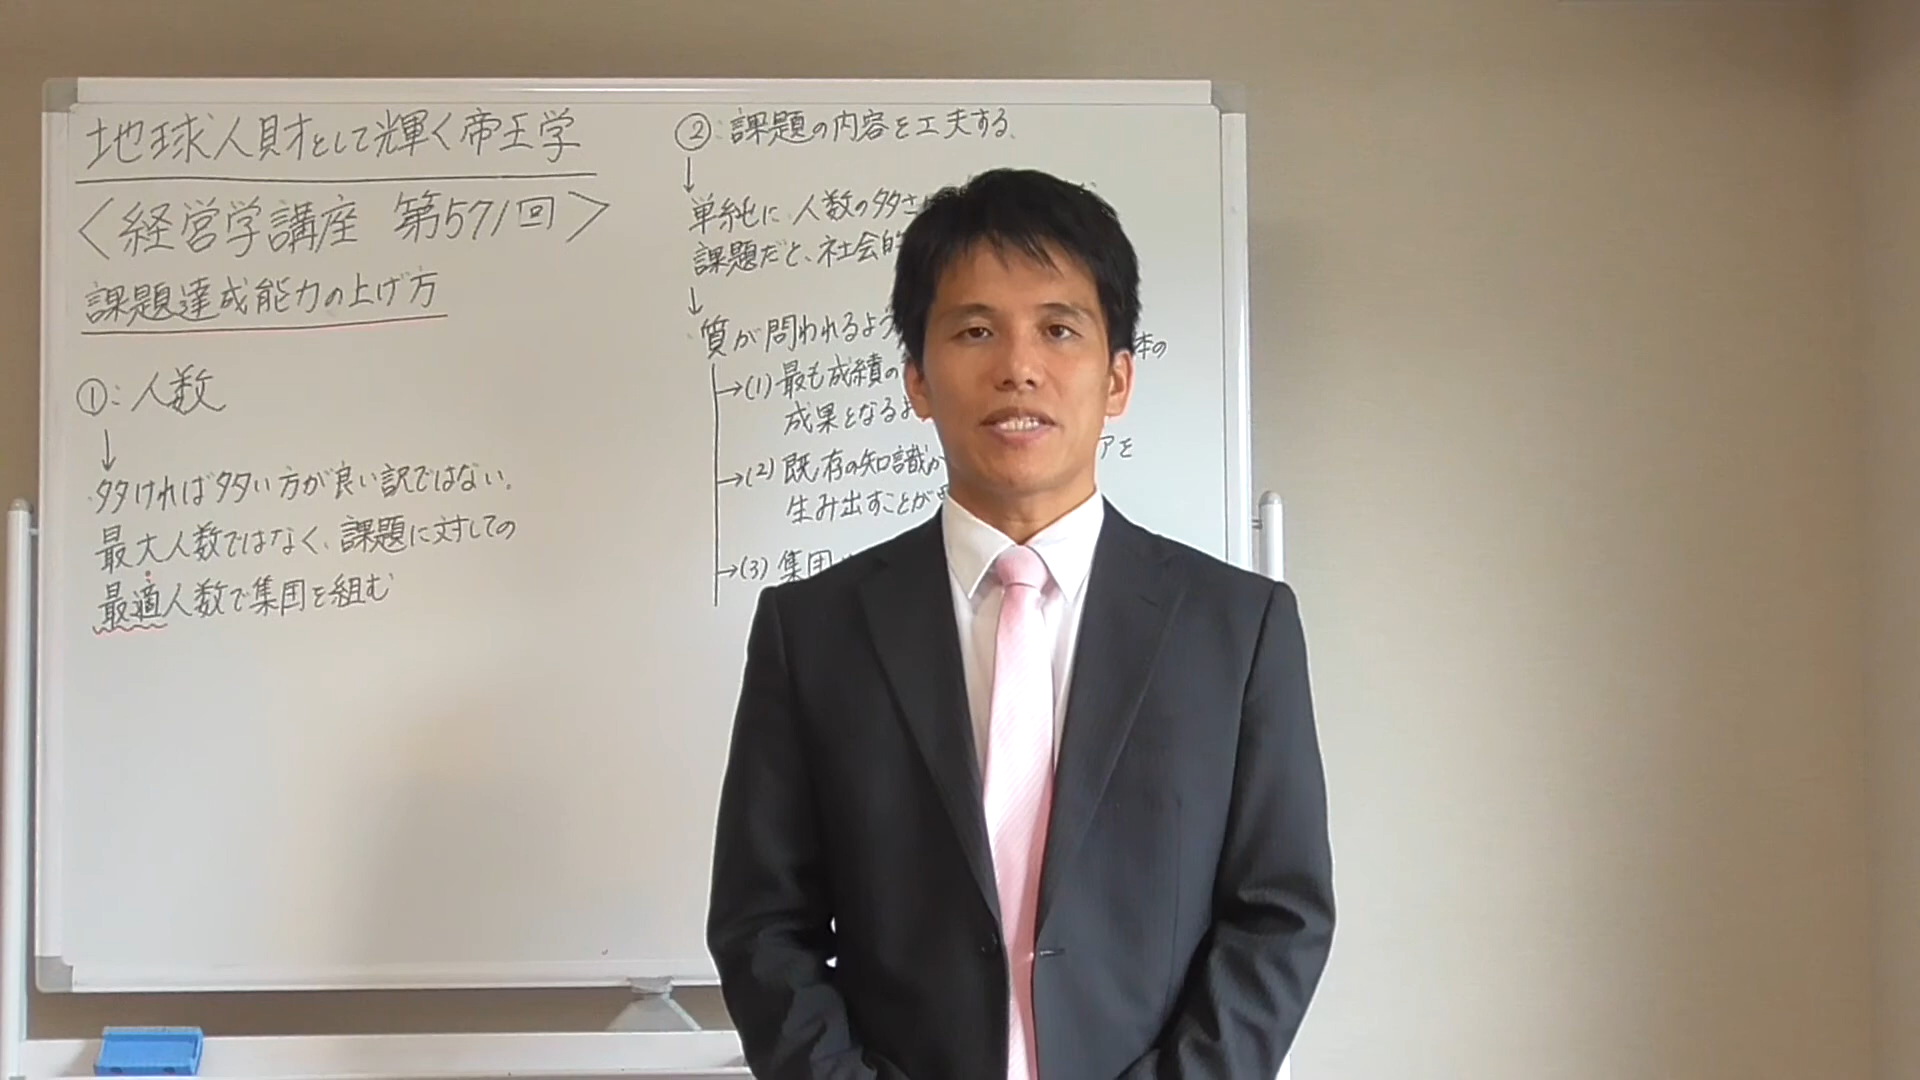 地球人財として輝く帝王学
＜経営学講座 第571回＞
課題達成能力の上げ方
①:人数
↓
多ければ多い方が良い訳ではない。
最大人数ではなく、課題に対しての
最適人数で集団を組む
②:課題の内容を工夫する。
↓
単純に、人数の多さ
課題だと、社会的
↓
質が問われるよう
→(1)最も成績の 体の
成果となるよ
→(2)既存の知識か アを
生み出すことが
→(3)集団